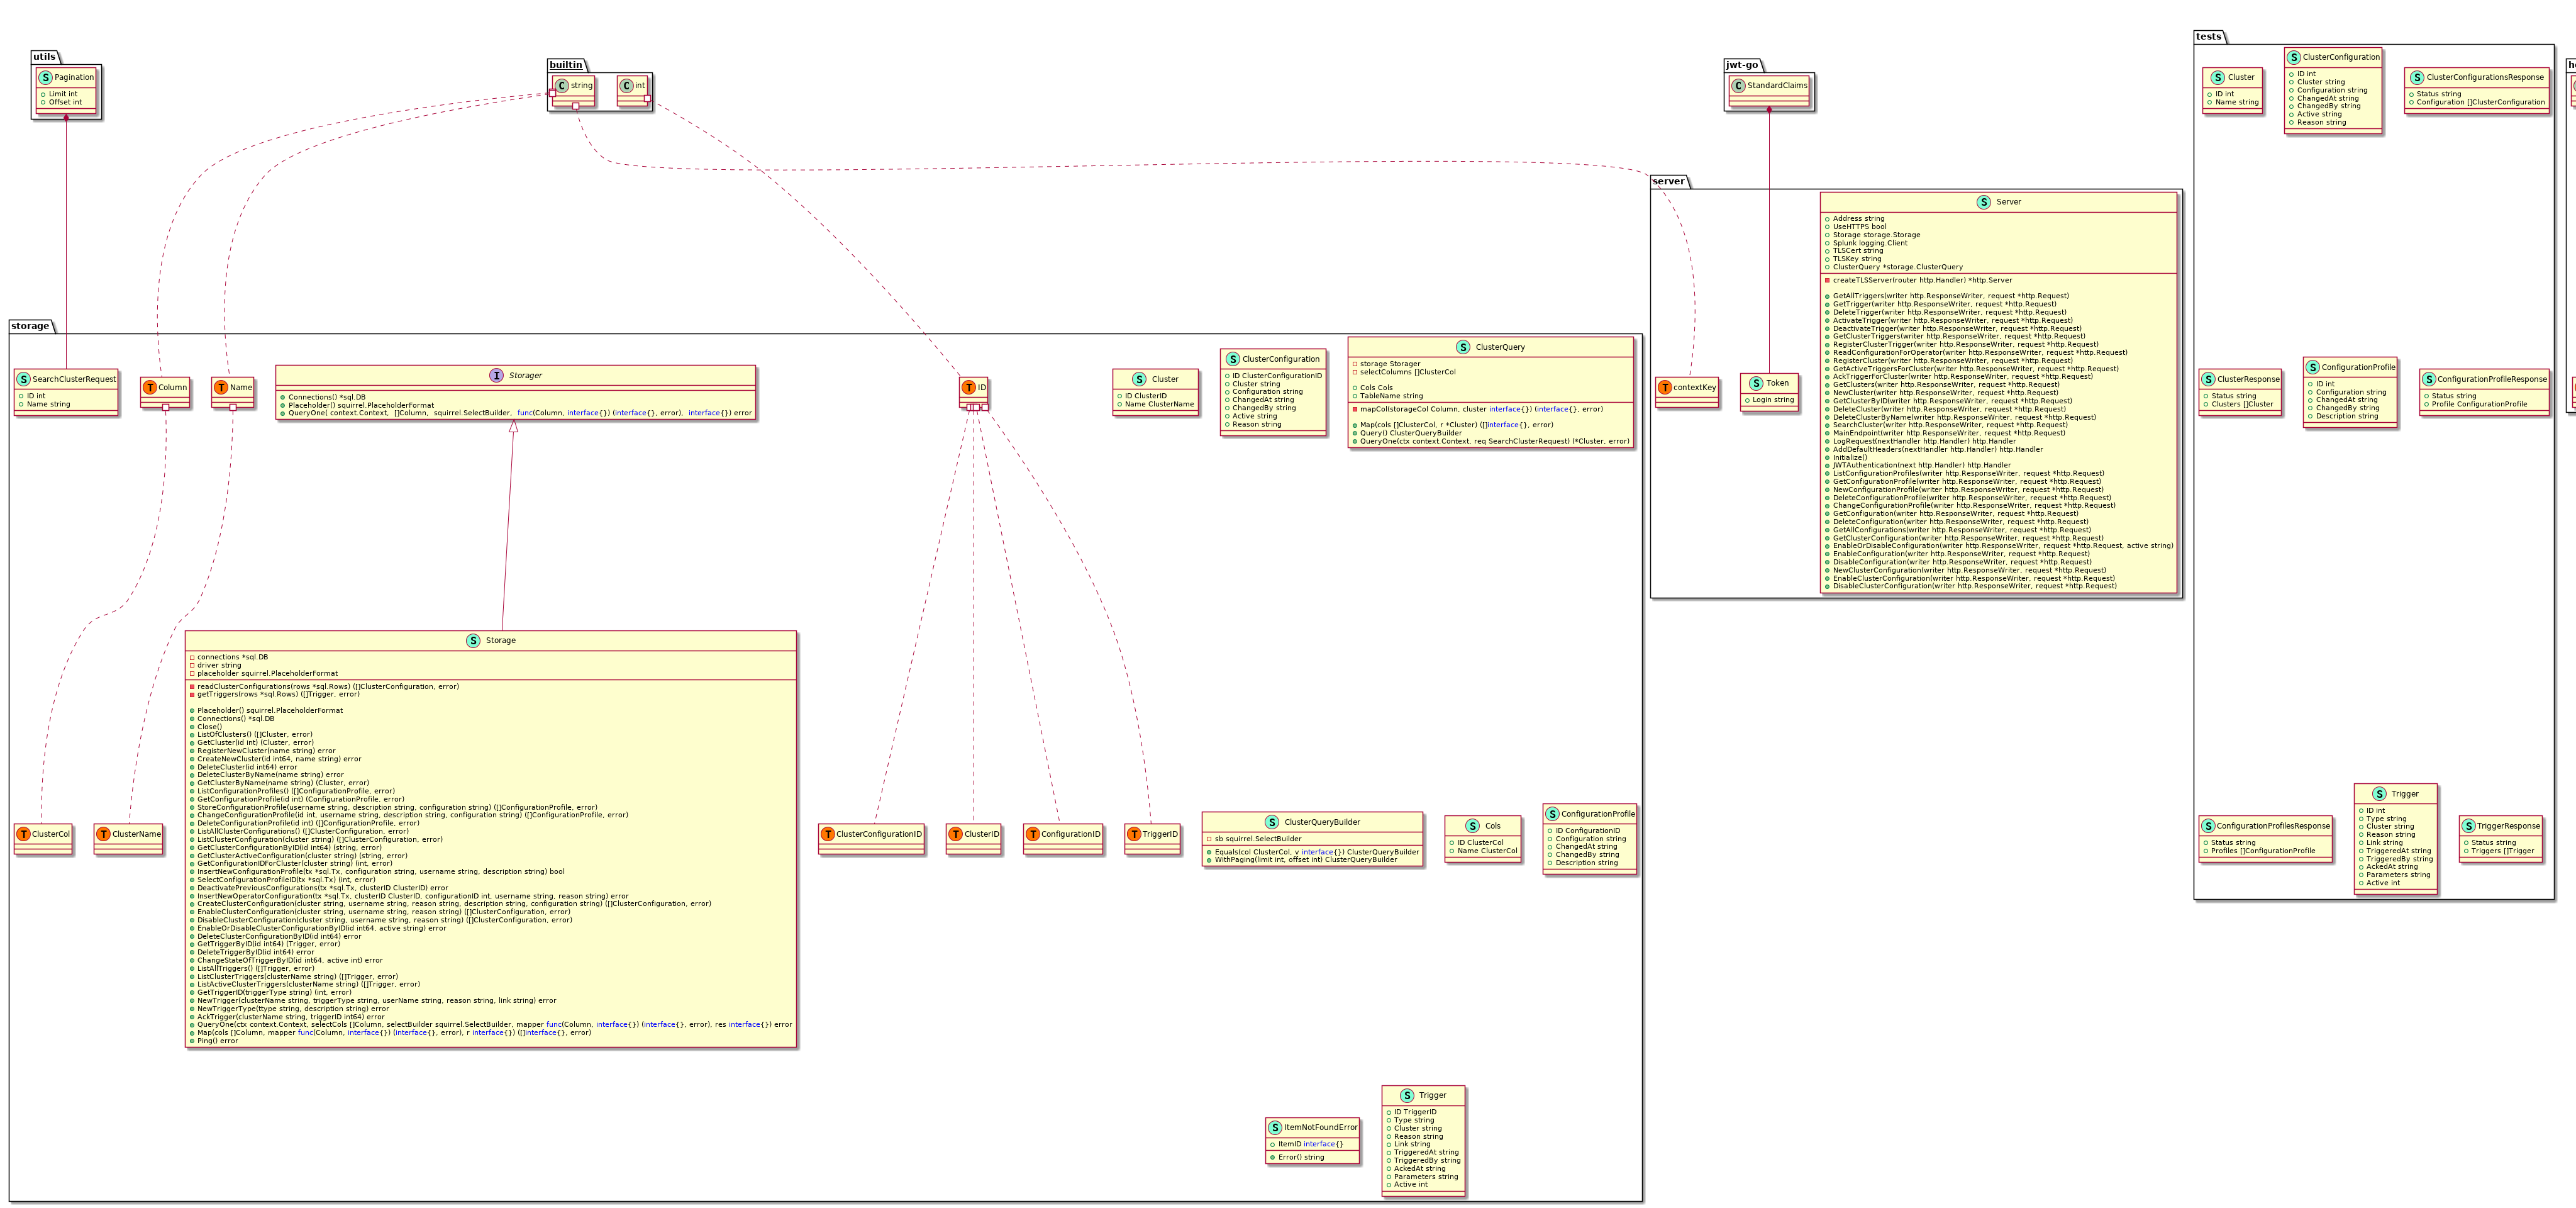 utils
S Pagination
Limit int
Offset int
builtin
C string
C int
jwt-go
C StandardClaims
tests
S Cluster
ID int
Name string
S ClusterConfiguration
ID int
Cluster string
Configuration string
ChangedAt string
ChangedBy string
Active string
Reason string
S ClusterConfigurationsResponse
Status string
Configuration []ClusterConfiguration
S ClusterResponse
Status string
Clusters []Cluster
S ConfigurationProfile
ID int
Configuration string
ChangedAt string
ChangedBy string
Description string
S ConfigurationProfileResponse
Status string
Profile ConfigurationProfile
S ConfigurationProfilesResponse
Status string
Profiles []ConfigurationProfile
S Trigger
ID int
Type string
Cluster string
Reason string
Link string
TriggeredAt string
TriggeredBy string
AckedAt string
Parameters string
Active int
S TriggerResponse
Status string
Triggers []Trigger
server
S Server
Address string
UseHTTPS bool
Storage storage.Storage
Splunk logging.Client
TLSCert string
TLSKey string
ClusterQuery *storage.ClusterQuery
createTLSServer(router http.Handler) *http.Server
GetAllTriggers(writer http.ResponseWriter, request *http.Request)
GetTrigger(writer http.ResponseWriter, request *http.Request)
DeleteTrigger(writer http.ResponseWriter, request *http.Request)
ActivateTrigger(writer http.ResponseWriter, request *http.Request)
DeactivateTrigger(writer http.ResponseWriter, request *http.Request)
GetClusterTriggers(writer http.ResponseWriter, request *http.Request)
RegisterClusterTrigger(writer http.ResponseWriter, request *http.Request)
ReadConfigurationForOperator(writer http.ResponseWriter, request *http.Request)
RegisterCluster(writer http.ResponseWriter, request *http.Request)
GetActiveTriggersForCluster(writer http.ResponseWriter, request *http.Request)
AckTriggerForCluster(writer http.ResponseWriter, request *http.Request)
GetClusters(writer http.ResponseWriter, request *http.Request)
NewCluster(writer http.ResponseWriter, request *http.Request)
GetClusterByID(writer http.ResponseWriter, request *http.Request)
DeleteCluster(writer http.ResponseWriter, request *http.Request)
DeleteClusterByName(writer http.ResponseWriter, request *http.Request)
SearchCluster(writer http.ResponseWriter, request *http.Request)
MainEndpoint(writer http.ResponseWriter, request *http.Request)
LogRequest(nextHandler http.Handler) http.Handler
AddDefaultHeaders(nextHandler http.Handler) http.Handler
Initialize()
JWTAuthentication(next http.Handler) http.Handler
ListConfigurationProfiles(writer http.ResponseWriter, request *http.Request)
GetConfigurationProfile(writer http.ResponseWriter, request *http.Request)
NewConfigurationProfile(writer http.ResponseWriter, request *http.Request)
DeleteConfigurationProfile(writer http.ResponseWriter, request *http.Request)
ChangeConfigurationProfile(writer http.ResponseWriter, request *http.Request)
GetConfiguration(writer http.ResponseWriter, request *http.Request)
DeleteConfiguration(writer http.ResponseWriter, request *http.Request)
GetAllConfigurations(writer http.ResponseWriter, request *http.Request)
GetClusterConfiguration(writer http.ResponseWriter, request *http.Request)
EnableOrDisableConfiguration(writer http.ResponseWriter, request *http.Request, active string)
EnableConfiguration(writer http.ResponseWriter, request *http.Request)
DisableConfiguration(writer http.ResponseWriter, request *http.Request)
NewClusterConfiguration(writer http.ResponseWriter, request *http.Request)
EnableClusterConfiguration(writer http.ResponseWriter, request *http.Request)
DisableClusterConfiguration(writer http.ResponseWriter, request *http.Request)
T contextKey
S Token
Login string
storage
S SearchClusterRequest
ID int
Name string
T Column
T Name
I Storager
Connections() *sql.DB
Placeholder() squirrel.PlaceholderFormat
QueryOne( context.Context,  []Column,  squirrel.SelectBuilder,  func(Column, interface{}) (interface{}, error),  interface{}) error
T ID
S Cluster
ID ClusterID
Name ClusterName
S ClusterConfiguration
ID ClusterConfigurationID
Cluster string
Configuration string
ChangedAt string
ChangedBy string
Active string
Reason string
S ClusterQuery
storage Storager
selectColumns []ClusterCol
Cols Cols
TableName string
mapCol(storageCol Column, cluster interface{}) (interface{}, error)
Map(cols []ClusterCol, r *Cluster) ([]interface{}, error)
Query() ClusterQueryBuilder
QueryOne(ctx context.Context, req SearchClusterRequest) (*Cluster, error)
S Storage
connections *sql.DB
driver string
placeholder squirrel.PlaceholderFormat
readClusterConfigurations(rows *sql.Rows) ([]ClusterConfiguration, error)
getTriggers(rows *sql.Rows) ([]Trigger, error)
Placeholder() squirrel.PlaceholderFormat
Connections() *sql.DB
Close()
ListOfClusters() ([]Cluster, error)
GetCluster(id int) (Cluster, error)
RegisterNewCluster(name string) error
CreateNewCluster(id int64, name string) error
DeleteCluster(id int64) error
DeleteClusterByName(name string) error
GetClusterByName(name string) (Cluster, error)
ListConfigurationProfiles() ([]ConfigurationProfile, error)
GetConfigurationProfile(id int) (ConfigurationProfile, error)
StoreConfigurationProfile(username string, description string, configuration string) ([]ConfigurationProfile, error)
ChangeConfigurationProfile(id int, username string, description string, configuration string) ([]ConfigurationProfile, error)
DeleteConfigurationProfile(id int) ([]ConfigurationProfile, error)
ListAllClusterConfigurations() ([]ClusterConfiguration, error)
ListClusterConfiguration(cluster string) ([]ClusterConfiguration, error)
GetClusterConfigurationByID(id int64) (string, error)
GetClusterActiveConfiguration(cluster string) (string, error)
GetConfigurationIDForCluster(cluster string) (int, error)
InsertNewConfigurationProfile(tx *sql.Tx, configuration string, username string, description string) bool
SelectConfigurationProfileID(tx *sql.Tx) (int, error)
DeactivatePreviousConfigurations(tx *sql.Tx, clusterID ClusterID) error
InsertNewOperatorConfiguration(tx *sql.Tx, clusterID ClusterID, configurationID int, username string, reason string) error
CreateClusterConfiguration(cluster string, username string, reason string, description string, configuration string) ([]ClusterConfiguration, error)
EnableClusterConfiguration(cluster string, username string, reason string) ([]ClusterConfiguration, error)
DisableClusterConfiguration(cluster string, username string, reason string) ([]ClusterConfiguration, error)
EnableOrDisableClusterConfigurationByID(id int64, active string) error
DeleteClusterConfigurationByID(id int64) error
GetTriggerByID(id int64) (Trigger, error)
DeleteTriggerByID(id int64) error
ChangeStateOfTriggerByID(id int64, active int) error
ListAllTriggers() ([]Trigger, error)
ListClusterTriggers(clusterName string) ([]Trigger, error)
ListActiveClusterTriggers(clusterName string) ([]Trigger, error)
GetTriggerID(triggerType string) (int, error)
NewTrigger(clusterName string, triggerType string, userName string, reason string, link string) error
NewTriggerType(ttype string, description string) error
AckTrigger(clusterName string, triggerID int64) error
QueryOne(ctx context.Context, selectCols []Column, selectBuilder squirrel.SelectBuilder, mapper func(Column, interface{}) (interface{}, error), res interface{}) error
Map(cols []Column, mapper func(Column, interface{}) (interface{}, error), r interface{}) ([]interface{}, error)
Ping() error
T ClusterCol
T ClusterName
T ClusterConfigurationID
T ClusterID
T ConfigurationID
T TriggerID
S ClusterQueryBuilder
sb squirrel.SelectBuilder
Equals(col ClusterCol, v interface{}) ClusterQueryBuilder
WithPaging(limit int, offset int) ClusterQueryBuilder
S Cols
ID ClusterCol
Name ClusterCol
S ConfigurationProfile
ID ConfigurationID
Configuration string
ChangedAt string
ChangedBy string
Description string
S ItemNotFoundError
ItemID interface{}
Error() string
S Trigger
ID TriggerID
Type string
Cluster string
Reason string
Link string
TriggeredAt string
TriggeredBy string
AckedAt string
Parameters string
Active int